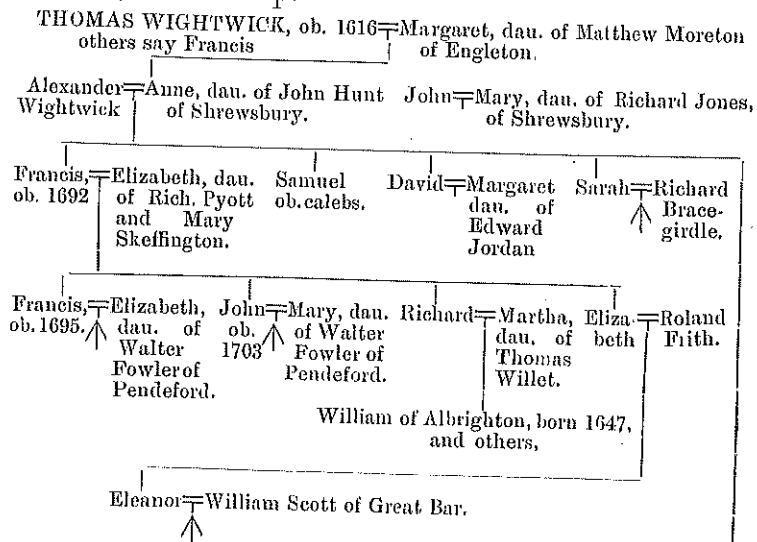 THOMAS WIGHTWICK, ob. 1616=Margaret, dau. of Matthew Moreton
others say Francis of Engleton.
Alexander=Anne, dau. of John Hunt John=Mary, dau. of Richard Jones,
Wightwick of Shrewsbury. of Shrewsbury.
Francis,=Elizabeth, dau. Samuel David=Margaret Sarah=Richard
ob. 1692 of Rich. Pyott ob.calebs. dau. of Brace-
and Mary Edward girdle.
Skeffington. Jordan
Francis,=Elizabeth, John=Mary, dau. Richard=Martha, Eliza-=Roland
ob. 1695. dau. of ob. of Walter dau. of beth Frith.
Walter 1703 Fowler of Thomas
Fowler of Pendeford. Willet.
Pendeford.
William of Albrighton, born 1647,
and others,
Eleanor=William Scott of Great Bar.